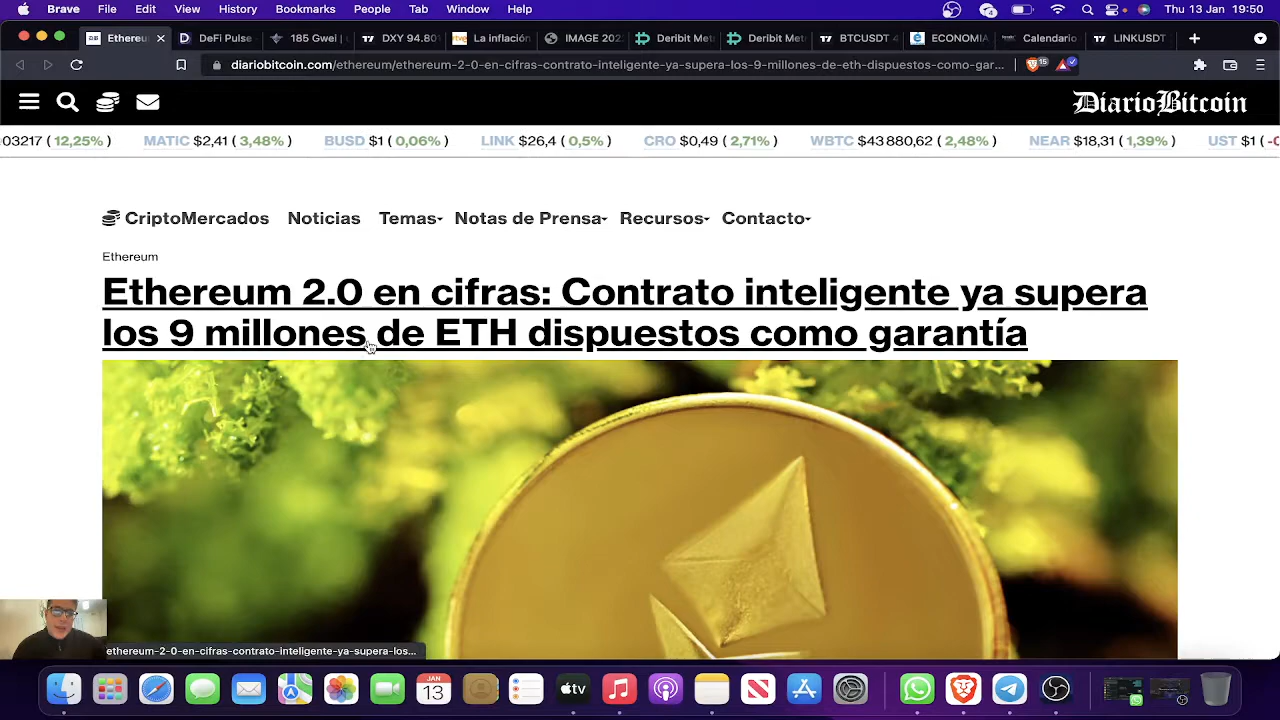 Brave File Edit View History Bookmarks People Tab Window Help Thu 13 Jan 19:50
Ethereu DeFi Pulse 185 Gwei | DXY 94.80 La inflación IMAGE 202 Deribit Met Deribit Met BTCUSDT 4 ECONOMIA Calendario LINKUSDT
diariobitcoin.com/ethereum/ethereum-2-0-en-cifras-contrato-inteligente-ya-supera-los-9-millones-de-eth-dispuestos-como-gar... 15
DiarioBitcoin
03217 ( 12,25% ) MATIC $2,41 ( 3,48% ) BUSD $1 ( 0,06% ) LINK $26,4 ( 0,5% ) CRO $0,49 ( 2,71% ) WBTC $43 880,62 ( 2,48% ) NEAR $18,31 ( 1,39% ) UST $1 ( -0
CriptoMercados Noticias Temas Notas de Prensa Recursos Contacto
Ethereum
Ethereum 2.0 en cifras: Contrato inteligente ya supera
los 9 millones de ETH dispuestos como garantía
ethereum-2-0-en-cifras-contrato-inteligente-ya-supera-los...
JAN
13
tv